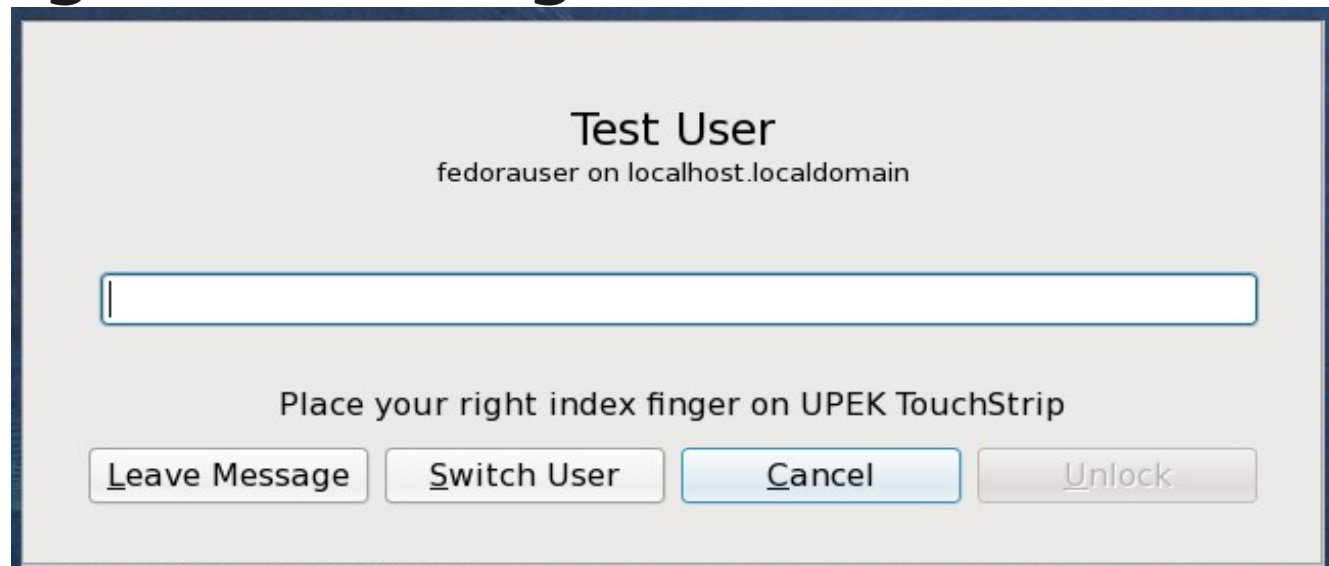 Test User
fedorauser on localhost.localdomain
Place your right index finger on UPEK TouchStrip
Leave Message Switch User Cancel Unlock